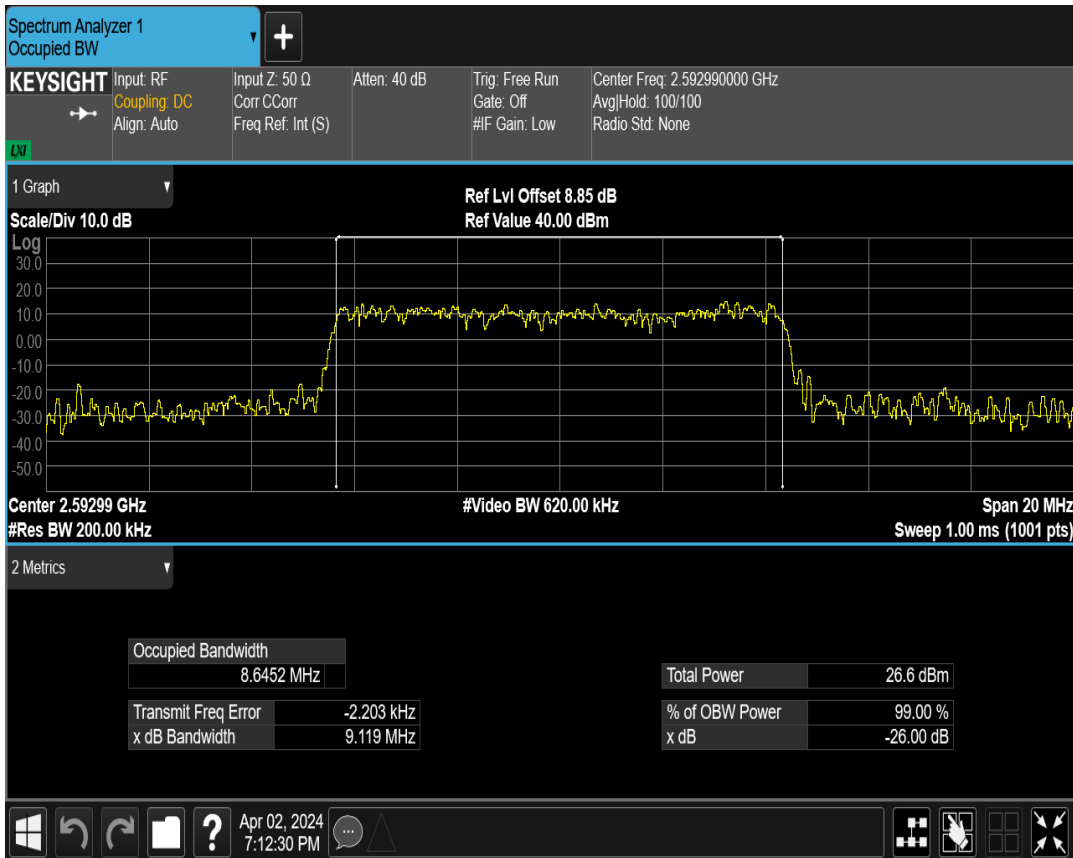 Spectrum Analyzer 1
Occupied BW
+
KEYSIGHT
Input: RF
Coupling: DC
Align: Auto
Input Z: 50 Ω
Corr CCorr
Freq Ref: Int (S)
Atten: 40 dB
Trig: Free Run
Gate: Off
#IF Gain: Low
Center Freq: 2.592990000 GHz
Avg|Hold: 100/100
Radio Std: None
LXI
1 Graph
Scale/Div 10.0 dB
Ref Lvl Offset 8.85 dB
Ref Value 40.00 dBm
Log
30.0
20.0
10.0
0.00
-10.0
-20.0
-30.0
-40.0
-50.0
Center 2.59299 GHz
#Video BW 620.00 kHz
Span 20 MHz
#Res BW 200.00 kHz
Sweep 1.00 ms (1001 pts)
2 Metrics
Occupied Bandwidth
8.6452 MHz
Total Power 26.6 dBm
Transmit Freq Error -2.203 kHz
% of OBW Power 99.00 %
x dB Bandwidth 9.119 MHz
x dB -26.00 dB
?
Apr 02, 2024
7:12:30 PM